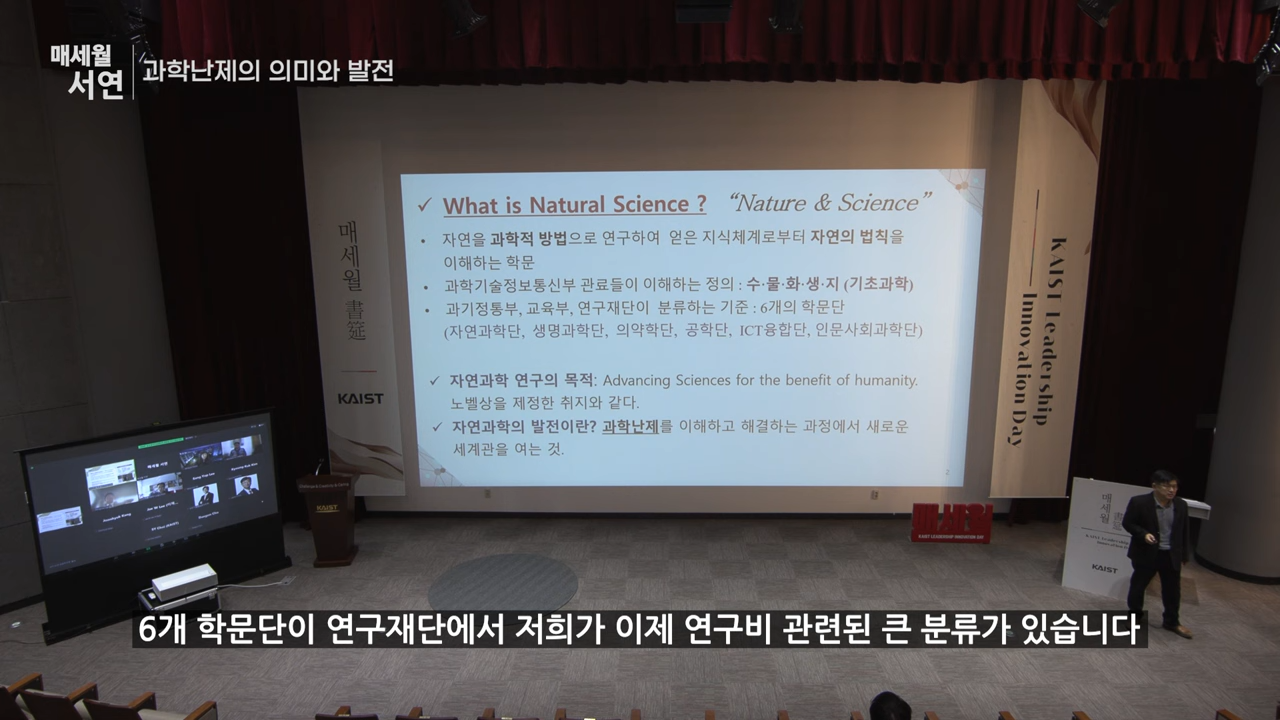 매세월
서연
과학난제의 의미와 발전
✓ What is Natural Science ? “Nature & Science”
• 자연을 과학적 방법으로 연구하여 얻은 지식체계로부터 자연의 법칙을
이해하는 학문
• 과학기술정보통신부 관료들이 이해하는 정의 : 수·물·화·생·지 (기초과학)
• 과기정통부, 교육부, 연구재단이 분류하는 기준 : 6개의 학문단
(자연과학단, 생명과학단, 의약학단, 공학단, ICT융합단, 인문사회과학단)
✓ 자연과학 연구의 목적: Advancing Sciences for the benefit of humanity.
노벨상을 제정한 취지와 같다.
✓ 자연과학의 발전이란? 과학난제를 이해하고 해결하는 과정에서 새로운
세계관을 여는 것.
2
매세월 書筵
KAIST
KAIST Leadership
Innovation Day
KAIST
매세월
KAIST LEADERSHIP INNOVATION DAY
매세월 書筵
KAIST
6개 학문단이 연구재단에서 저희가 이제 연구비 관련된 큰 분류가 있습니다